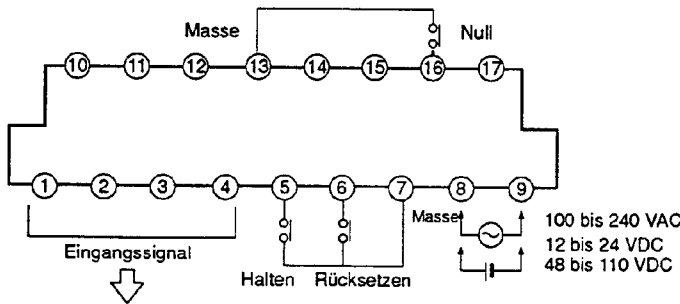 Masse Null
10 11 12 13 14 15 16 17
1 2 3 4 5 6 7 8 9
Masse
Eingangssignal
Halten Rücksetzen
100 bis 240 VAC
12 bis 24 VDC
48 bis 110 VDC